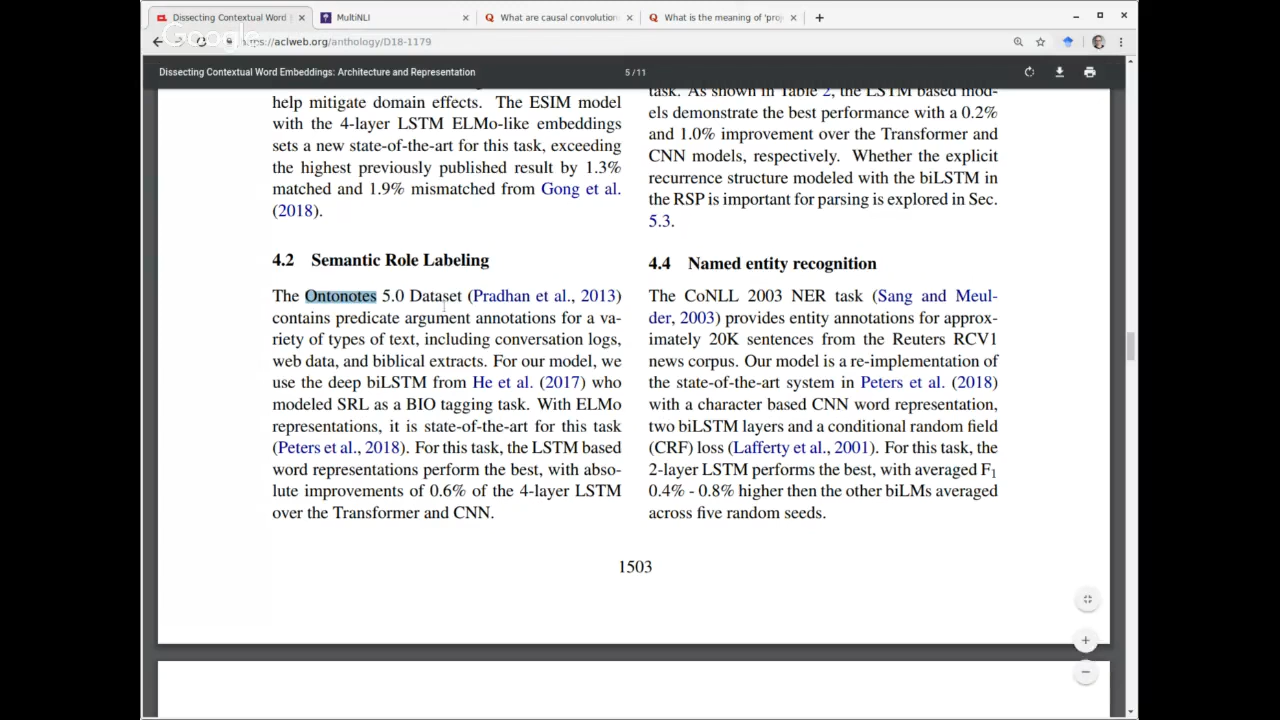 Dissecting Contextual Word
MultiNLI
What are causal convolution
What is the meaning of 'proj
Google
https://aclweb.org/anthology/D18-1179
Dissecting Contextual Word Embeddings: Architecture and Representation
5 / 11
help mitigate domain effects. The ESIM model
with the 4-layer LSTM ELMo-like embeddings
sets a new state-of-the-art for this task, exceeding
the highest previously published result by 1.3%
matched and 1.9% mismatched from Gong et al.
(2018).
4.2 Semantic Role Labeling
The Ontonotes 5.0 Dataset (Pradhan et al., 2013)
contains predicate argument annotations for a va-
riety of types of text, including conversation logs,
web data, and biblical extracts. For our model, we
use the deep biLSTM from He et al. (2017) who
modeled SRL as a BIO tagging task. With ELMo
representations, it is state-of-the-art for this task
(Peters et al., 2018). For this task, the LSTM based
word representations perform the best, with abso-
lute improvements of 0.6% of the 4-layer LSTM
over the Transformer and CNN.
task. As shown in Table 2, the LSTM based mod-
els demonstrate the best performance with a 0.2%
and 1.0% improvement over the Transformer and
CNN models, respectively. Whether the explicit
recurrence structure modeled with the biLSTM in
the RSP is important for parsing is explored in Sec.
5.3.
4.4 Named entity recognition
The CoNLL 2003 NER task (Sang and Meul-
der, 2003) provides entity annotations for approx-
imately 20K sentences from the Reuters RCV1
news corpus. Our model is a re-implementation of
the state-of-the-art system in Peters et al. (2018)
with a character based CNN word representation,
two biLSTM layers and a conditional random field
(CRF) loss (Lafferty et al., 2001). For this task, the
2-layer LSTM performs the best, with averaged F1
0.4% - 0.8% higher then the other biLMs averaged
across five random seeds.
1503